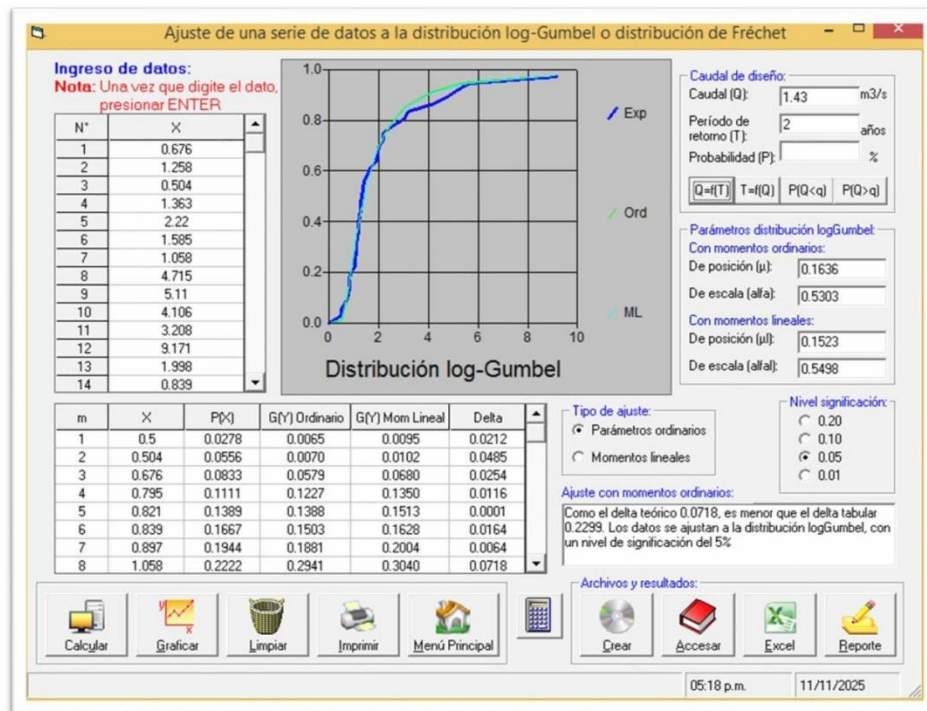 Ajuste de una serie de datos a la distribución log-Gumbel o distribución de Fréchet
Ingreso de datos:
Nota: Una vez que digite el dato,
presionar ENTER
N° X
1 0.676
2 1.258
3 0.504
4 1.363
5 2.22
6 1.585
7 1.058
8 4.715
9 5.11
10 4.106
11 3.208
12 9.171
13 1.998
14 0.839
1.0
0.8
0.6
0.4
0.2
0.0
0 2 4 6 8 10
Exp
Ord
ML
Distribución log-Gumbel
Caudal de diseño:
Caudal (Q): 1.43 m3/s
Período de
retorno (T): 2 años
Probabilidad (P): %
Q=f(T) T=f(Q) P(Q<q) P(Q>q)
Parámetros distribución logGumbel:
Con momentos ordinarios:
De posición (μ): 0.1636
De escala (alfa): 0.5303
Con momentos lineales:
De posición (μl): 0.1523
De escala (alfal): 0.5498
m X P(X) G(Y) Ordinario G(Y) Mom Lineal Delta
1 0.5 0.0278 0.0065 0.0095 0.0212
2 0.504 0.0556 0.0070 0.0102 0.0485
3 0.676 0.0833 0.0579 0.0680 0.0254
4 0.795 0.1111 0.1227 0.1350 0.0116
5 0.821 0.1389 0.1388 0.1513 0.0001
6 0.839 0.1667 0.1503 0.1628 0.0164
7 0.897 0.1944 0.1881 0.2004 0.0064
8 1.058 0.2222 0.2941 0.3040 0.0718
Tipo de ajuste:
Parámetros ordinarios
Momentos lineales
Nivel significación:
0.20
0.10
0.05
0.01
Ajuste con momentos ordinarios:
Como el delta teórico 0.0718, es menor que el delta tabular
0.2299. Los datos se ajustan a la distribución logGumbel, con
un nivel de significación del 5%
Calcular Graficar Limpiar Imprimir Menú Principal
Archivos y resultados:
Crear Accesar Excel Reporte
05:18 p.m. 11/11/2025